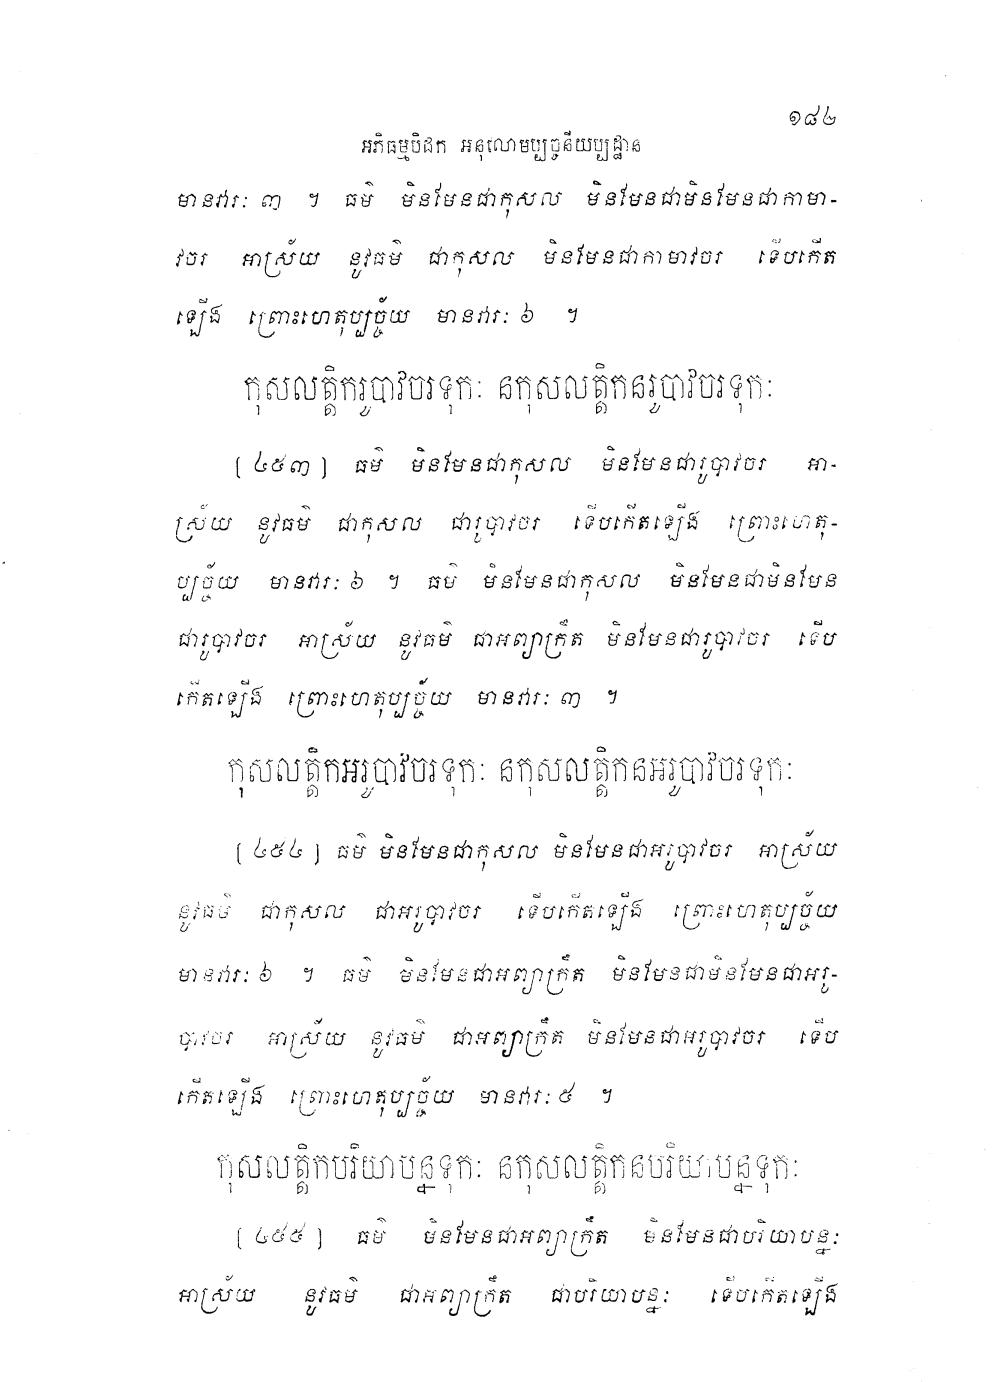 ១៨៤
អភិធម្មបិដក អនុលោមប្បច្ចនីយប្បដ្ឋាន
មានវារៈ ៣ ។ ធម៌ មិនមែនជាកុសល មិនមែនជាមិនមែនជាកាមា-
វចរ អាស្រ័យ នូវធម៌ ជាកុសល មិនមែនជាកាមាវចរ ទើបកើត
ឡើង ព្រោះហេតុប្បច្ច័យ មានវារៈ ៦ ។
កុសលត្តិករូបាវចរទុកៈ នកុសលត្តិកនរូបាវចរទុកៈ
[ ៤៥៣ ] ធម៌ មិនមែនជាកុសល មិនមែនជារូបាវចរ អា-
ស្រ័យ នូវធម៌ ជាកុសល ជារូបាវចរ ទើបកើតឡើង ព្រោះហេតុ-
ប្បច្ច័យ មានវារៈ ៦ ។ ធម៌ មិនមែនជាកុសល មិនមែនជាមិនមែន
ជារូបាវចរ អាស្រ័យ នូវធម៌ ជាអព្យាក្រឹត មិនមែនជារូបាវចរ ទើប
កើតឡើង ព្រោះហេតុប្បច្ច័យ មានវារៈ ៣ ។
កុសលត្តិកអរូបាវចរទុកៈ នកុសលត្តិកនអរូបាវចរទុកៈ
[ ៤៥៤ ] ធម៌ មិនមែនជាកុសល មិនមែនជាអរូបាវចរ អាស្រ័យ
នូវធម៌ ជាកុសល ជាអរូបាវចរ ទើបកើតឡើង ព្រោះហេតុប្បច្ច័យ
មានវារៈ ៦ ។ ធម៌ មិនមែនជាអព្យាក្រឹត មិនមែនជាមិនមែនជាអរូ-
បាវចរ អាស្រ័យ នូវធម៌ ជាអព្យាក្រឹត មិនមែនជាអរូបាវចរ ទើប
កើតឡើង ព្រោះហេតុប្បច្ច័យ មានវារៈ ៥ ។
កុសលត្តិកបរិយាបន្នទុកៈ នកុសលត្តិកនបរិយាបន្នទុកៈ
[ ៤៥៥ ] ធម៌ មិនមែនជាអព្យាក្រឹត មិនមែនជាបរិយាបន្នៈ
អាស្រ័យ នូវធម៌ ជាអព្យាក្រឹត ជាបរិយាបន្នៈ ទើបកើតឡើង